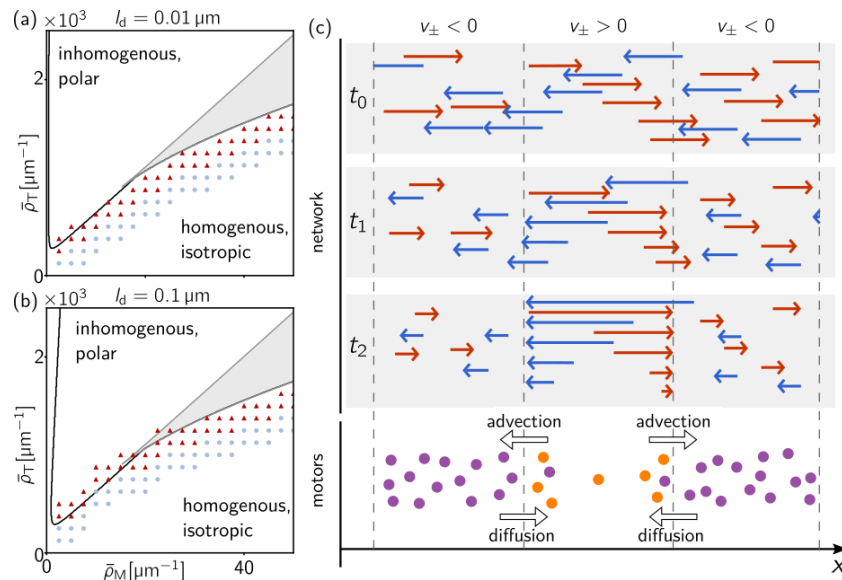 (a) ×10³ l_d = 0.01 μm
2
inhomogenous,
polar
ρ̄_T[μm⁻¹]
homogenous,
isotropic
0
(b) ×10³ l_d = 0.1 μm
inhomogenous,
polar
2
ρ̄_T[μm⁻¹]
homogenous,
isotropic
0
0 ρ̄_M[μm⁻¹] 40
(c) v_± < 0 v_± > 0 v_± < 0
t₀
t₁
t₂
network
advection advection
motors
diffusion diffusion
x